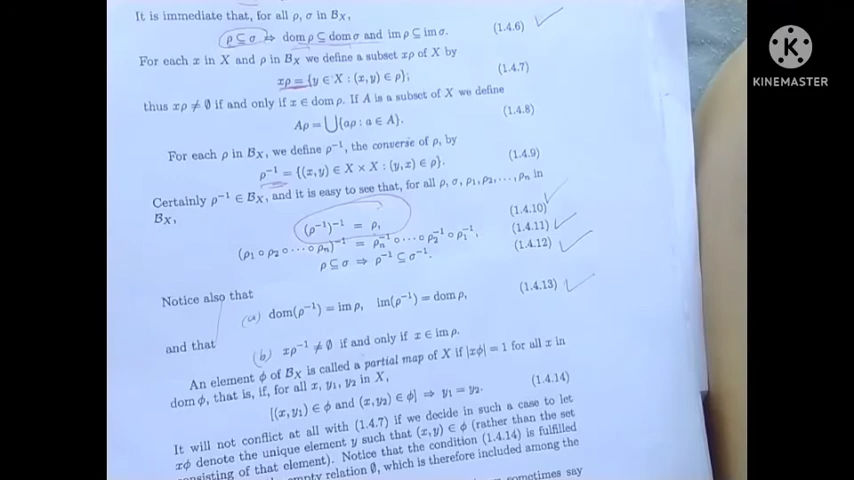 It is immediate that, for all ρ, σ in B_X,
ρ ⊆ σ ⇒ dom ρ ⊆ dom σ and im ρ ⊆ im σ. (1.4.6)
For each x in X and ρ in B_X we define a subset xρ of X by
xρ = {y ∈ X : (x, y) ∈ ρ}; (1.4.7)
thus xρ ≠ ∅ if and only if x ∈ dom ρ. If A is a subset of X we define
Aρ = ⋃{aρ : a ∈ A}. (1.4.8)
For each ρ in B_X, we define ρ⁻¹, the converse of ρ, by
ρ⁻¹ = {(x, y) ∈ X × X : (y, x) ∈ ρ}. (1.4.9)
Certainly ρ⁻¹ ∈ B_X, and it is easy to see that, for all ρ, σ, ρ₁, ρ₂, ..., ρₙ in
B_X,
(ρ⁻¹)⁻¹ = ρ, (1.4.10)
(ρ₁ ∘ ρ₂ ∘ ⋯ ∘ ρₙ)⁻¹ = ρₙ⁻¹ ∘ ⋯ ∘ ρ₂⁻¹ ∘ ρ₁⁻¹, (1.4.11)
ρ ⊆ σ ⇒ ρ⁻¹ ⊆ σ⁻¹. (1.4.12)
Notice also that
(a) dom(ρ⁻¹) = im ρ, im(ρ⁻¹) = dom ρ, (1.4.13)
and that
(b) xρ⁻¹ ≠ ∅ if and only if x ∈ im ρ.
An element φ of B_X is called a partial map of X if |xφ| = 1 for all x in
dom φ, that is, if, for all x, y₁, y₂ in X,
[(x, y₁) ∈ φ and (x, y₂) ∈ φ] ⇒ y₁ = y₂. (1.4.14)
It will not conflict at all with (1.4.7) if we decide in such a case to let
xφ denote the unique element y such that (x, y) ∈ φ (rather than the set
consisting of that element). Notice that the condition (1.4.14) is fulfilled
empty relation ∅, which is therefore included among the
sometimes say
K
KINEMASTER